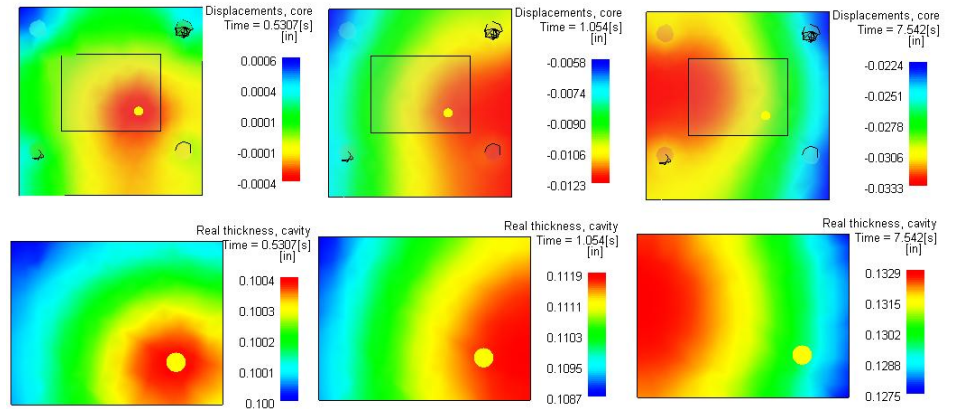 Displacements, core
Time = 0.5307[s]
[in]
0.0006
0.0004
0.0001
-0.0001
-0.0004
Displacements, core
Time = 1.054[s]
[in]
-0.0058
-0.0074
-0.0090
-0.0106
-0.0123
Displacements, core
Time = 7.542[s]
[in]
-0.0224
-0.0251
-0.0278
-0.0306
-0.0333
Real thickness, cavity
Time = 0.5307[s]
[in]
0.1004
0.1003
0.1002
0.1001
0.100
Real thickness, cavity
Time = 1.054[s]
[in]
0.1119
0.1111
0.1103
0.1095
0.1087
Real thickness, cavity
Time = 7.542[s]
[in]
0.1329
0.1315
0.1302
0.1288
0.1275